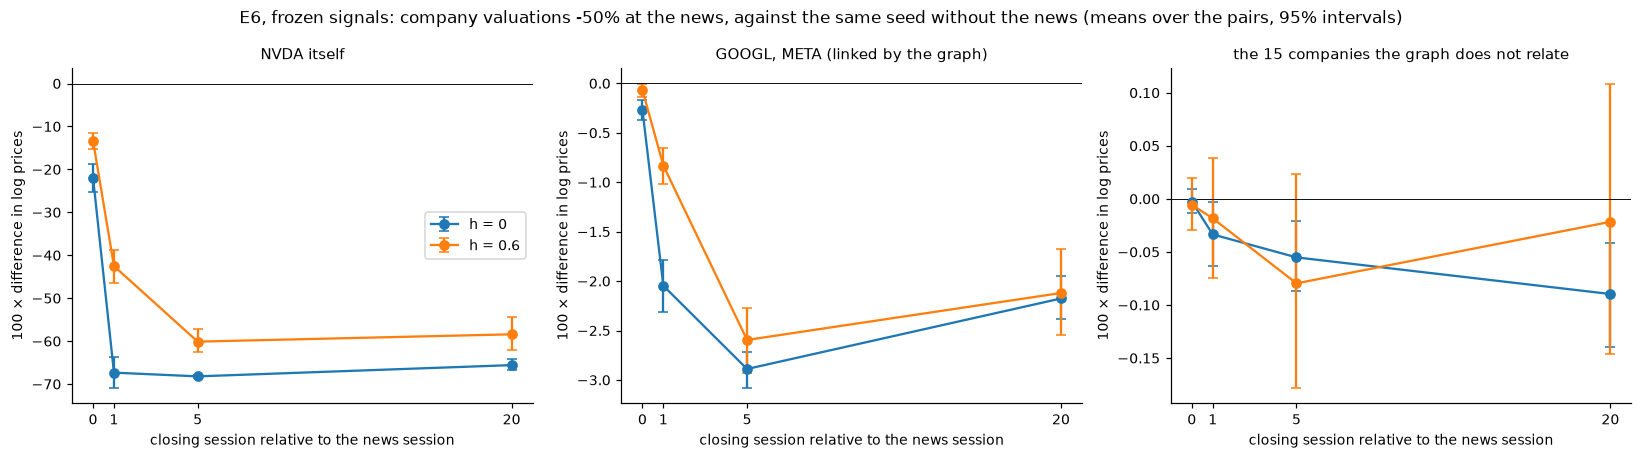 E6, frozen signals: company valuations -50% at the news, against the same seed without the news (means over the pairs, 95% intervals)
NVDA itself
100 × difference in log prices
0
−10
−20
−30
−40
−50
−60
−70
h = 0
h = 0.6
0 1 5 20
closing session relative to the news session
GOOGL, META (linked by the graph)
100 × difference in log prices
0.0
−0.5
−1.0
−1.5
−2.0
−2.5
−3.0
0 1 5 20
closing session relative to the news session
the 15 companies the graph does not relate
100 × difference in log prices
0.10
0.05
0.00
−0.05
−0.10
−0.15
0 1 5 20
closing session relative to the news session